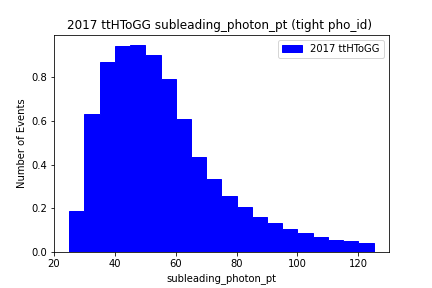 2017 ttHToGG subleading_photon_pt (tight pho_id)
2017 ttHToGG
Number of Events
0.8
0.6
0.4
0.2
0.0
20 40 60 80 100 120
subleading_photon_pt